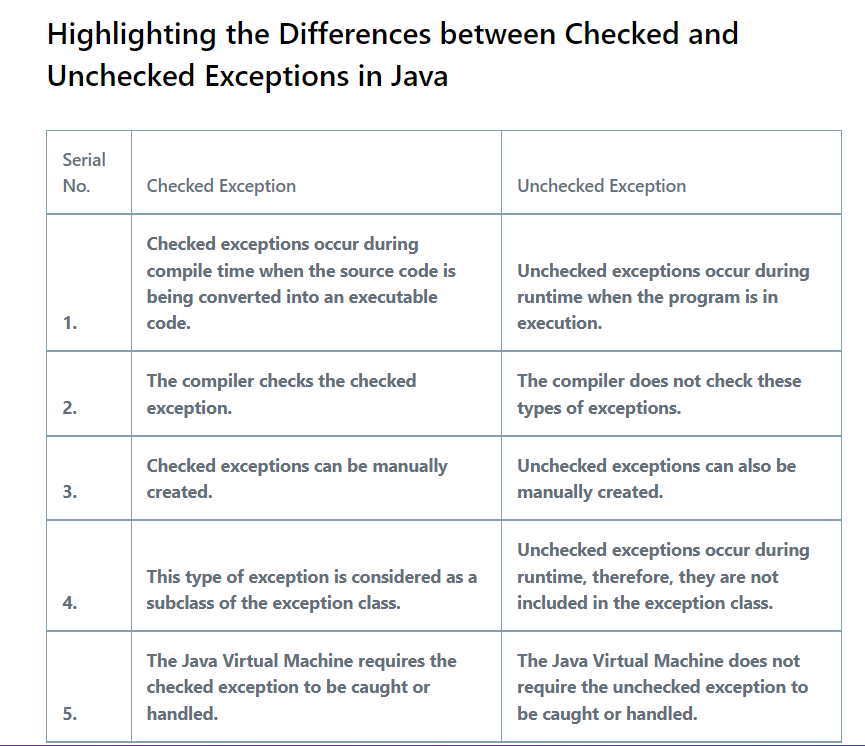 Highlighting the Differences between Checked and
Unchecked Exceptions in Java
Serial
No.
Checked Exception
Unchecked Exception
1.
Checked exceptions occur during
compile time when the source code is
being converted into an executable
code.
Unchecked exceptions occur during
runtime when the program is in
execution.
2.
The compiler checks the checked
exception.
The compiler does not check these
types of exceptions.
3.
Checked exceptions can be manually
created.
Unchecked exceptions can also be
manually created.
4.
This type of exception is considered as a
subclass of the exception class.
Unchecked exceptions occur during
runtime, therefore, they are not
included in the exception class.
5.
The Java Virtual Machine requires the
checked exception to be caught or
handled.
The Java Virtual Machine does not
require the unchecked exception to
be caught or handled.